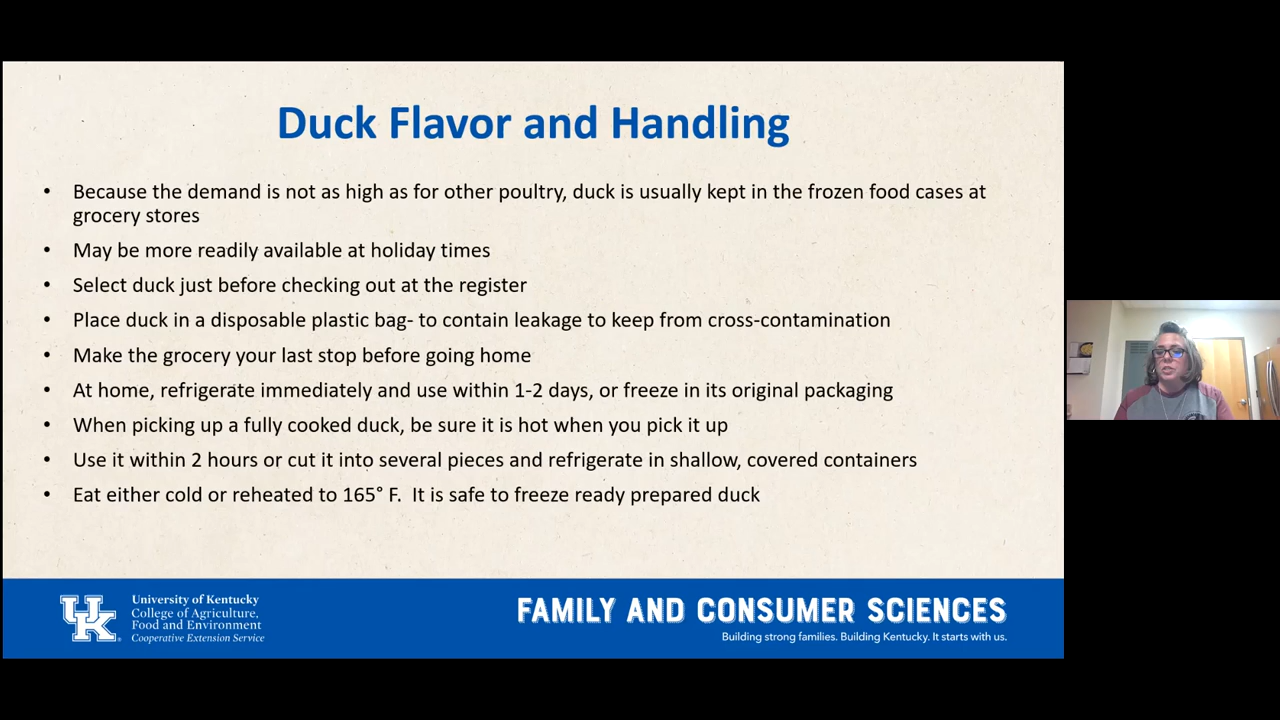 Duck Flavor and Handling
• Because the demand is not as high as for other poultry, duck is usually kept in the frozen food cases at
grocery stores
• May be more readily available at holiday times
• Select duck just before checking out at the register
• Place duck in a disposable plastic bag- to contain leakage to keep from cross-contamination
• Make the grocery your last stop before going home
• At home, refrigerate immediately and use within 1-2 days, or freeze in its original packaging
• When picking up a fully cooked duck, be sure it is hot when you pick it up
• Use it within 2 hours or cut it into several pieces and refrigerate in shallow, covered containers
• Eat either cold or reheated to 165° F.  It is safe to freeze ready prepared duck
UK
University of Kentucky
College of Agriculture,
Food and Environment
Cooperative Extension Service
FAMILY AND CONSUMER SCIENCES
Building strong families. Building Kentucky. It starts with us.